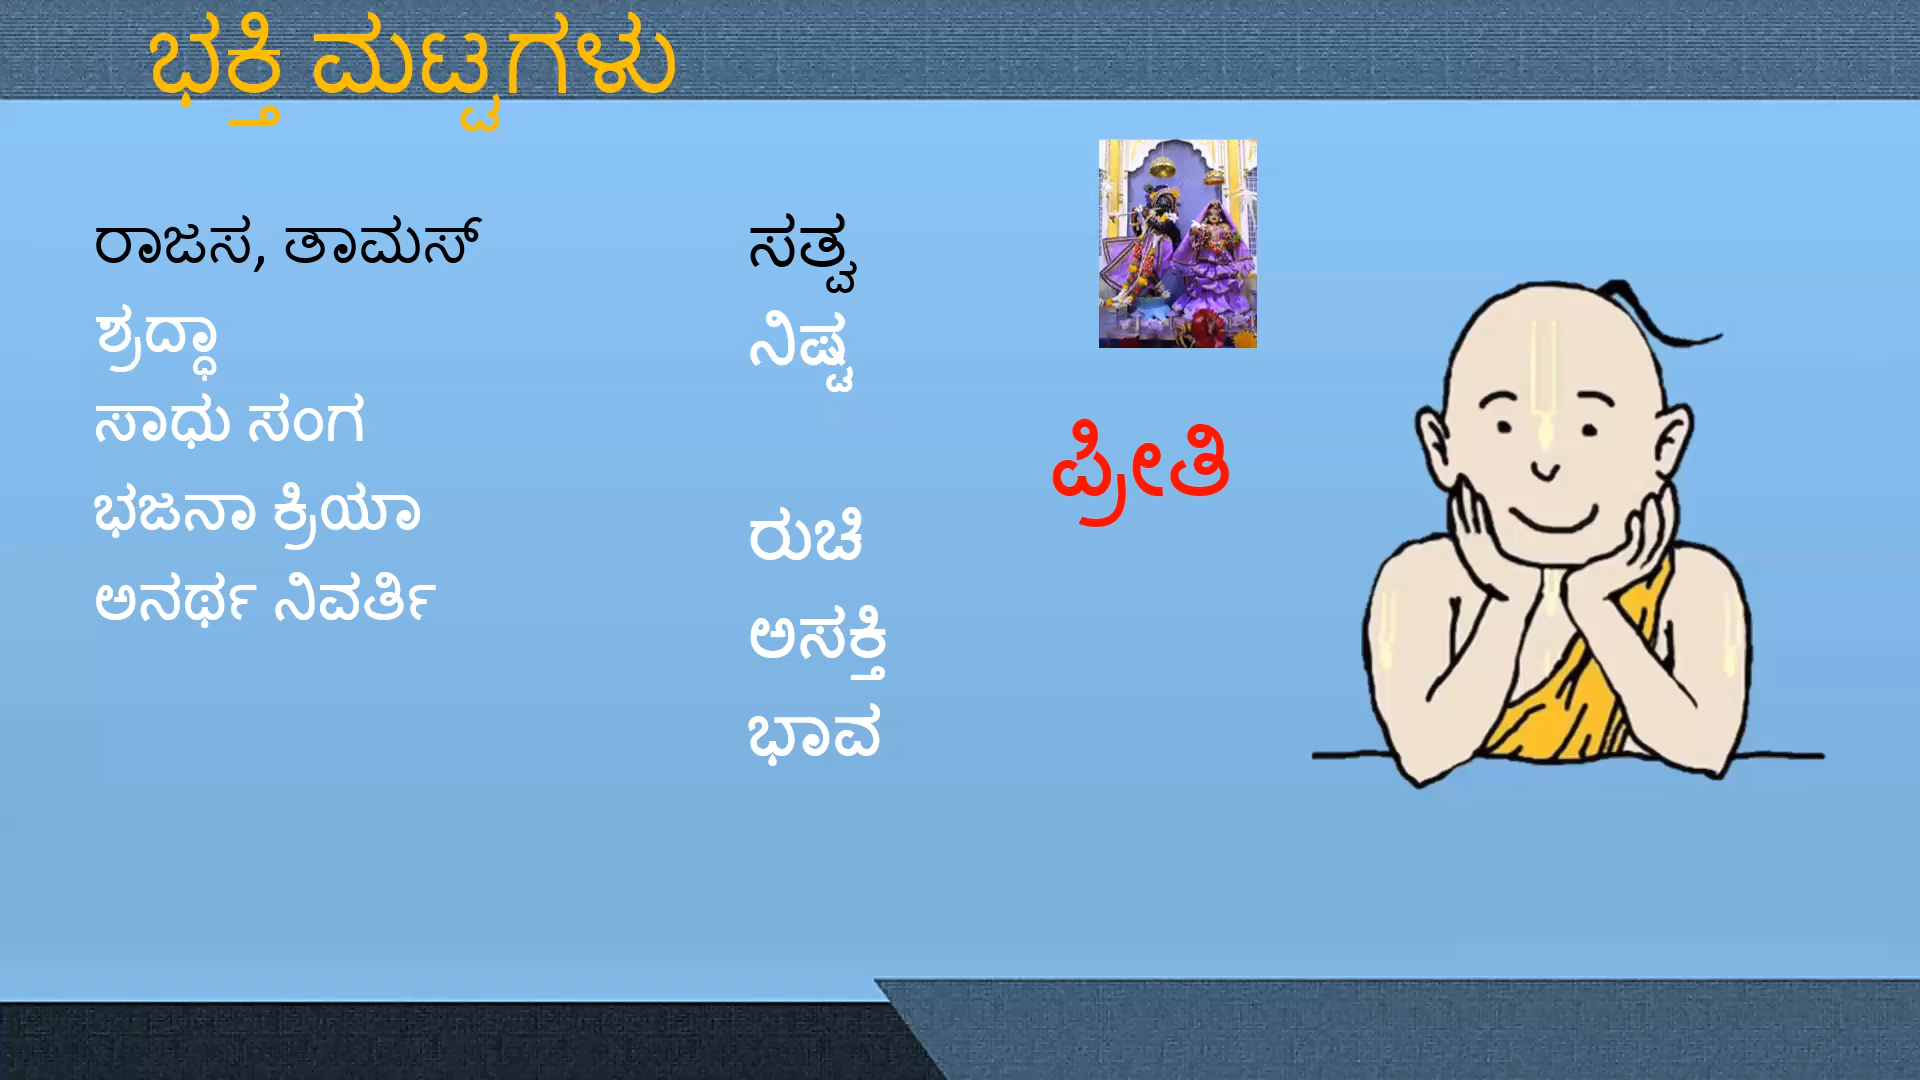 ಭಕ್ತಿ ಮಟ್ಟಗಳು
ರಾಜಸ, ತಾಮಸ್
ಶ್ರದ್ಧಾ
ಸಾಧು ಸಂಗ
ಭಜನಾ ಕ್ರಿಯಾ
ಅನರ್ಥ ನಿವರ್ತಿ
ಸತ್ವ
ನಿಷ್ಟ
ರುಚಿ
ಅಸಕ್ತಿ
ಭಾವ
ಪ್ರೀತಿ